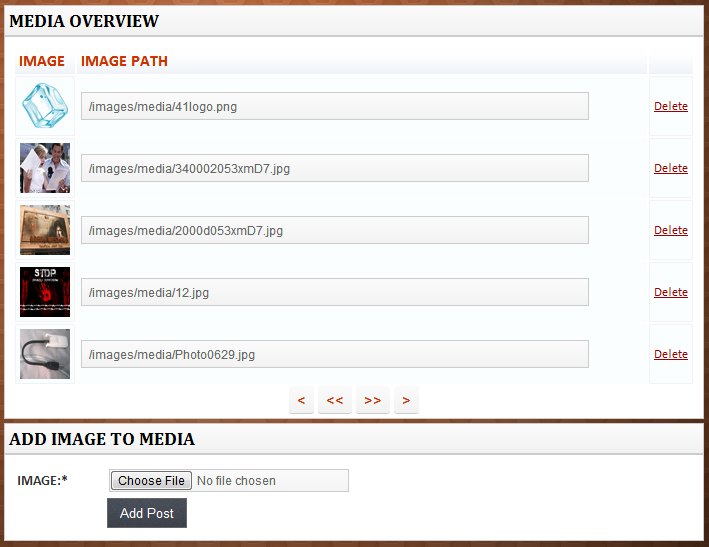 MEDIA OVERVIEW
IMAGE IMAGE PATH
/images/media/41logo.png Delete
/images/media/340002053xmD7.jpg Delete
/images/media/2000d053xmD7.jpg Delete
STOP
/images/media/12.jpg Delete
/images/media/Photo0629.jpg Delete
< << >> >
ADD IMAGE TO MEDIA
IMAGE:* Choose File No file chosen
Add Post